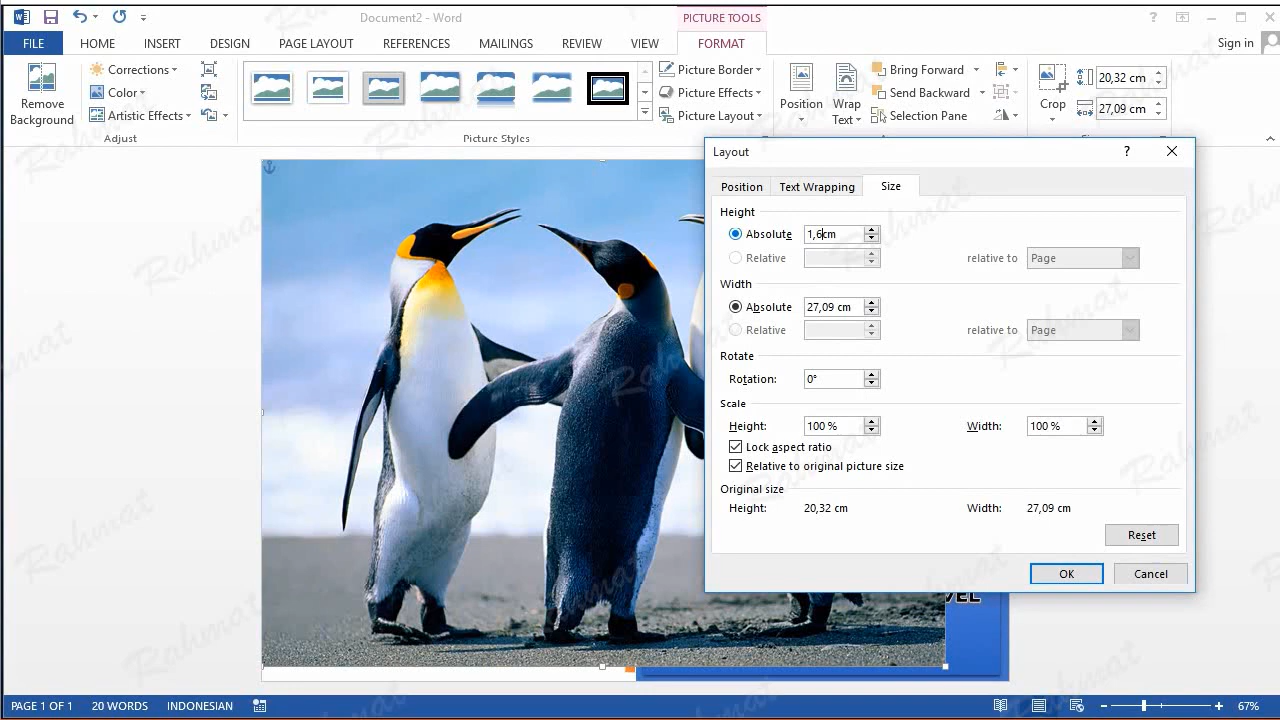 Document2 - Word
PICTURE TOOLS
?
FILE HOME INSERT DESIGN PAGE LAYOUT REFERENCES MAILINGS REVIEW VIEW FORMAT Sign in
Remove Background
Corrections
Color
Artistic Effects
Picture Border
Picture Effects
Picture Layout
Position
Wrap Text
Bring Forward
Send Backward
Selection Pane
Crop
20,32 cm
27,09 cm
Adjust
Picture Styles
Layout ?
Position Text Wrapping Size
Height
Absolute 1,6cm
Relative relative to Page
Width
Absolute 27,09 cm
Relative relative to Page
Rotate
Rotation: 0°
Scale
Height: 100 % Width: 100 %
Lock aspect ratio
Relative to original picture size
Original size
Height: 20,32 cm Width: 27,09 cm
Reset
OK Cancel
PAGE 1 OF 1 20 WORDS INDONESIAN 67%
Rahmat